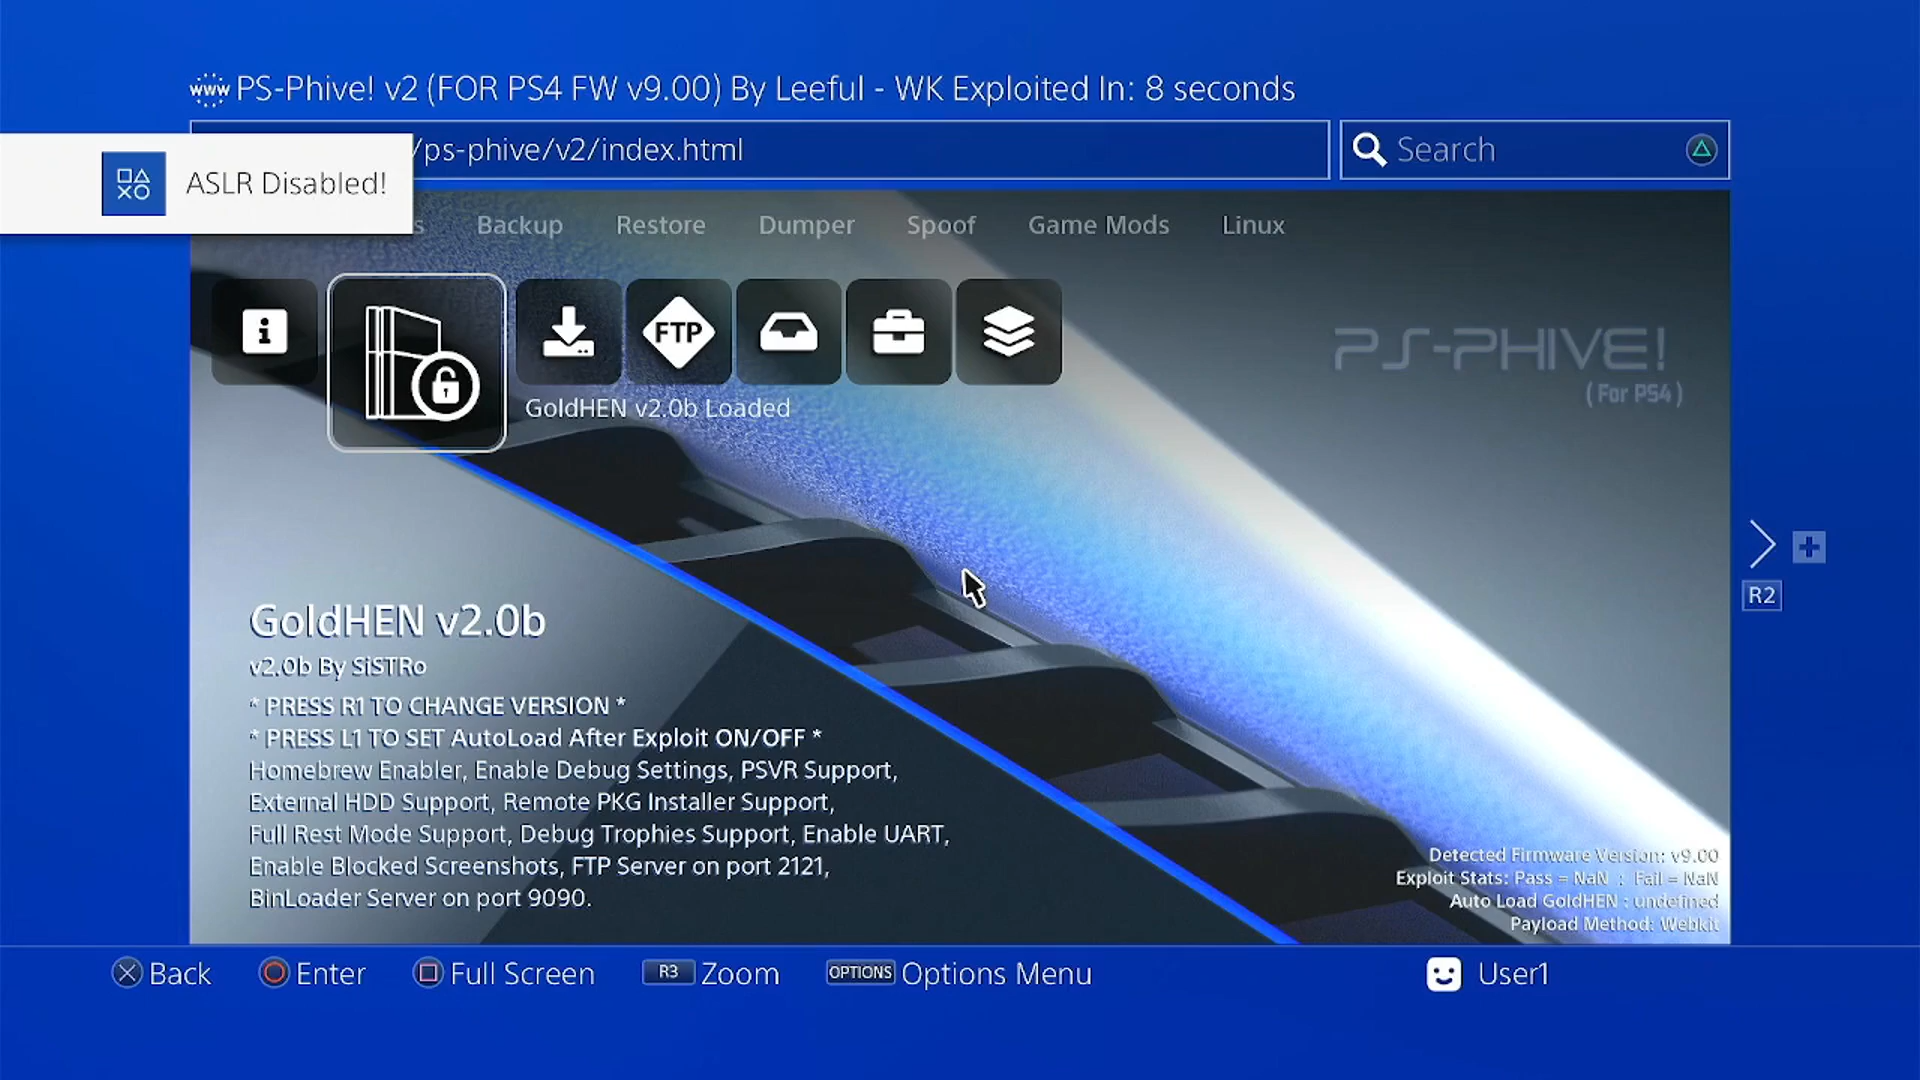 www PS-Phive! v2 (FOR PS4 FW v9.00) By Leeful - WK Exploited In: 8 seconds
/ps-phive/v2/index.html
Search
ASLR Disabled!
s Backup Restore Dumper Spoof Game Mods Linux
FTP
PS-PHIVE!
(For PS4)
GoldHEN v2.0b Loaded
R2
GoldHEN v2.0b
v2.0b By SiSTRo
* PRESS R1 TO CHANGE VERSION *
* PRESS L1 TO SET AutoLoad After Exploit ON/OFF *
Homebrew Enabler, Enable Debug Settings, PSVR Support,
External HDD Support, Remote PKG Installer Support,
Full Rest Mode Support, Debug Trophies Support, Enable UART,
Enable Blocked Screenshots, FTP Server on port 2121,
BinLoader Server on port 9090.
Detected Firmware Version: v9.00
Exploit Stats: Pass = NaN : Fail = NaN
Auto Load GoldHEN : undefined
Payload Method: Webkit
Back Enter Full Screen R3 Zoom OPTIONS Options Menu User1